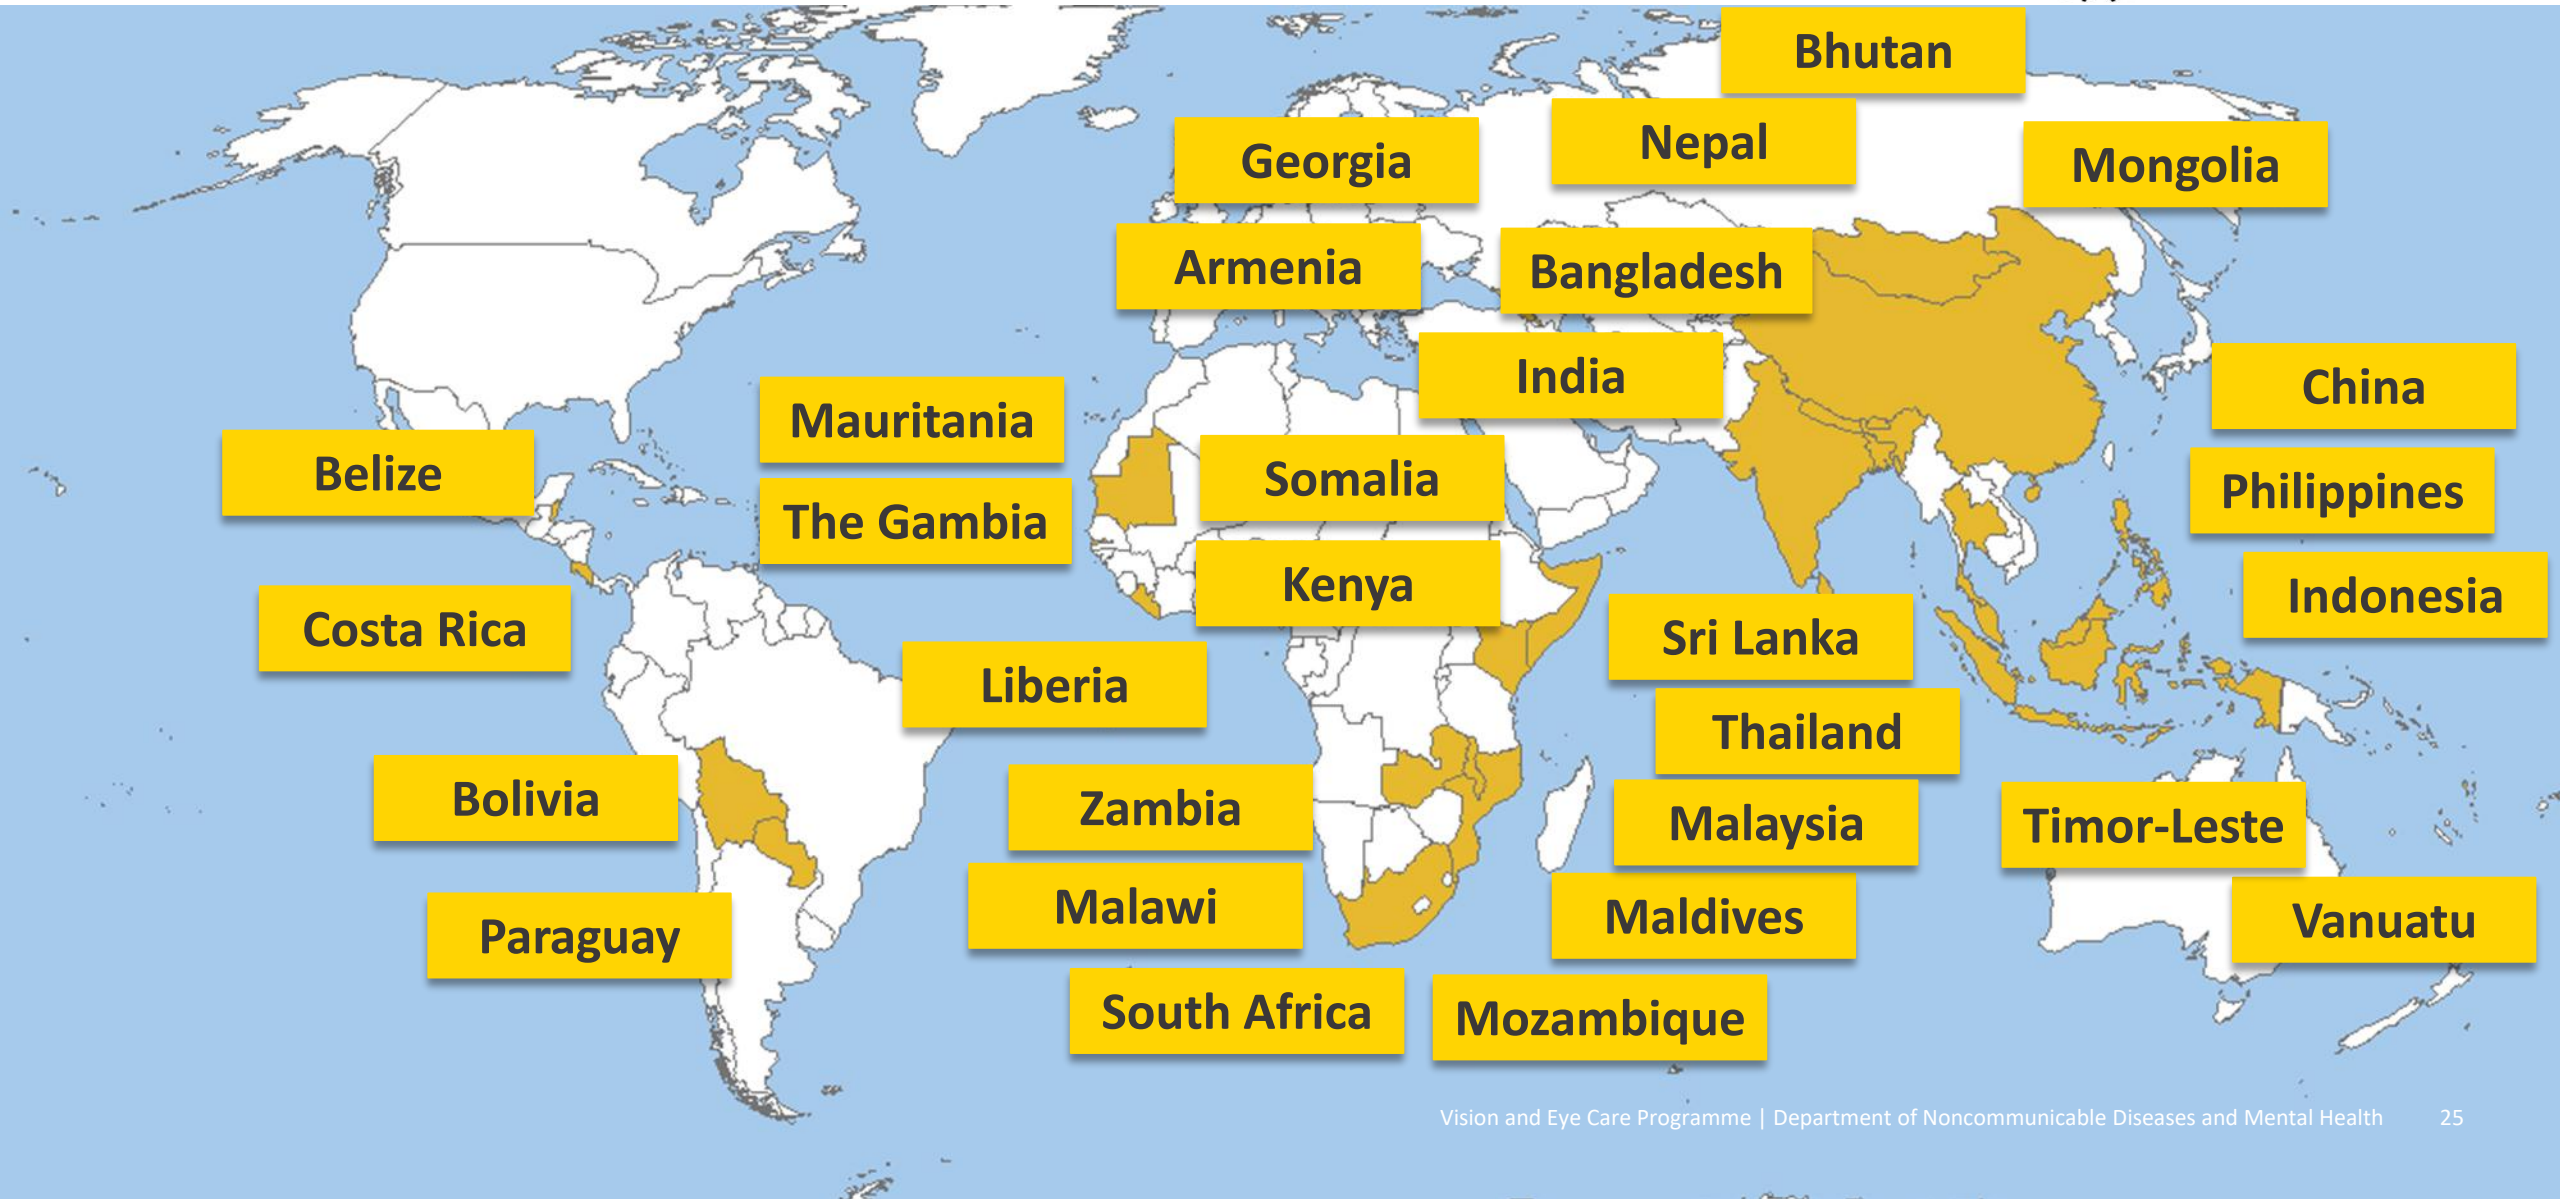 Bhutan
Nepal
Georgia
Mongolia
Armenia
Bangladesh
India
China
Mauritania
Belize
Somalia
Philippines
The Gambia
Kenya
Indonesia
Costa Rica
Sri Lanka
Liberia
Thailand
Bolivia
Zambia
Malaysia
Timor-Leste
Malawi
Maldives
Vanuatu
Paraguay
South Africa
Mozambique
Vision and Eye Care Programme | Department of Noncommunicable Diseases and Mental Health 25